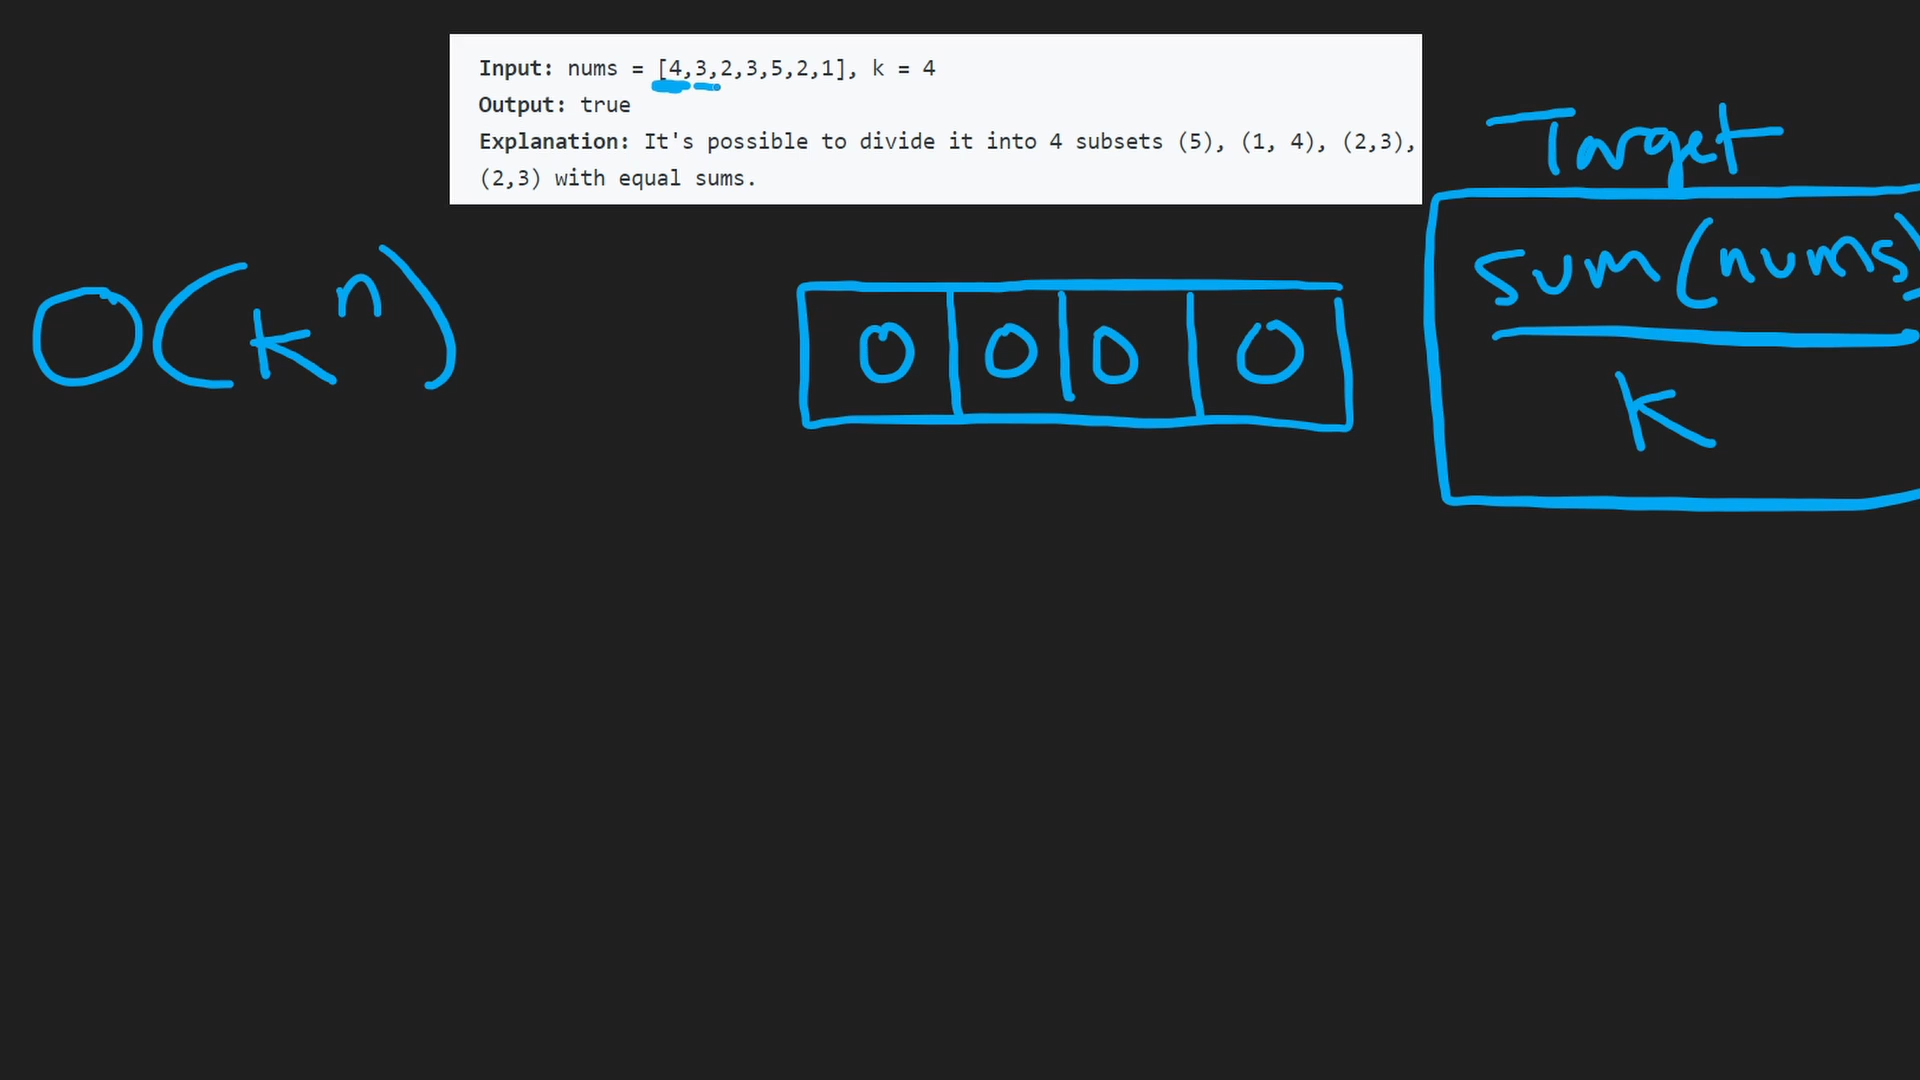 Input: nums = [4,3,2,3,5,2,1], k = 4
Output: true
Explanation: It's possible to divide it into 4 subsets (5), (1, 4), (2,3),
(2,3) with equal sums.
Target
sum(nums)
K
O(k^n)
0 0 0 0